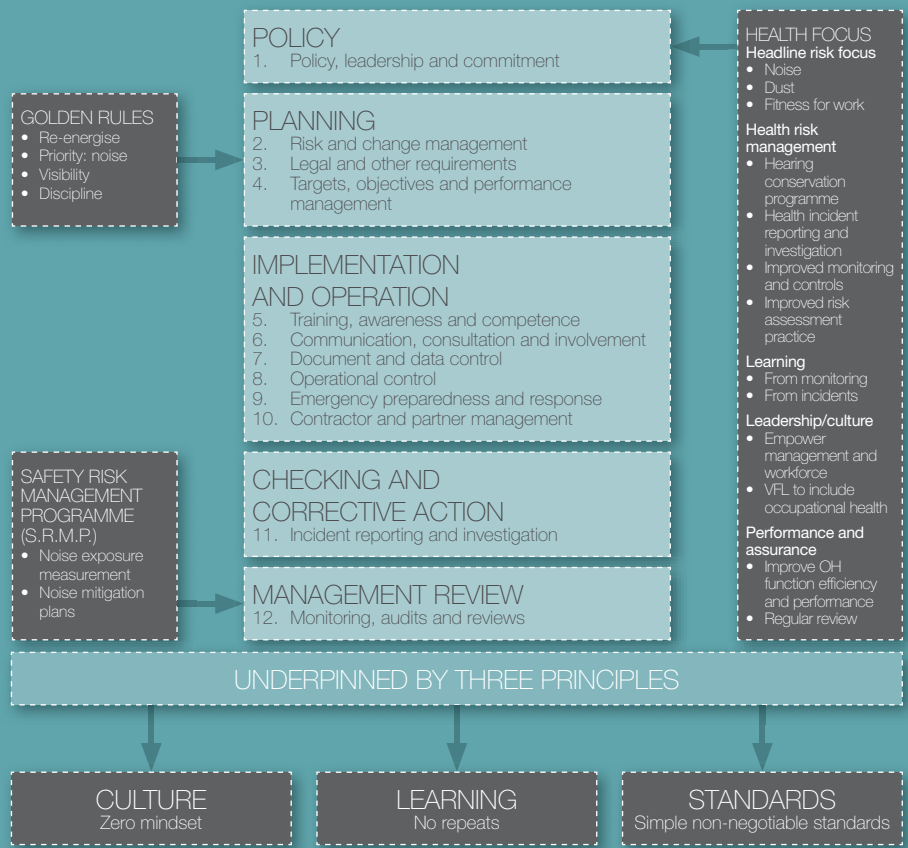 POLICY
1. Policy, leadership and commitment
GOLDEN RULES
• Re-energise
• Priority: noise
• Visibility
• Discipline
PLANNING
2. Risk and change management
3. Legal and other requirements
4. Targets, objectives and performance
management
IMPLEMENTATION
AND OPERATION
5. Training, awareness and competence
6. Communication, consultation and involvement
7. Document and data control
8. Operational control
9. Emergency preparedness and response
10. Contractor and partner management
SAFETY RISK
MANAGEMENT
PROGRAMME
(S.R.M.P.)
• Noise exposure
measurement
• Noise mitigation
plans
CHECKING AND
CORRECTIVE ACTION
11. Incident reporting and investigation
MANAGEMENT REVIEW
12. Monitoring, audits and reviews
HEALTH FOCUS
Headline risk focus
• Noise
• Dust
• Fitness for work
Health risk
management
• Hearing
conservation
programme
• Health incident
reporting and
investigation
• Improved monitoring
and controls
• Improved risk
assessment
practice
Learning
• From monitoring
• From incidents
Leadership/culture
• Empower
management and
workforce
• VFL to include
occupational health
Performance and
assurance
• Improve OH
function efficiency
and performance
• Regular review
UNDERPINNED BY THREE PRINCIPLES
CULTURE
Zero mindset
LEARNING
No repeats
STANDARDS
Simple non-negotiable standards